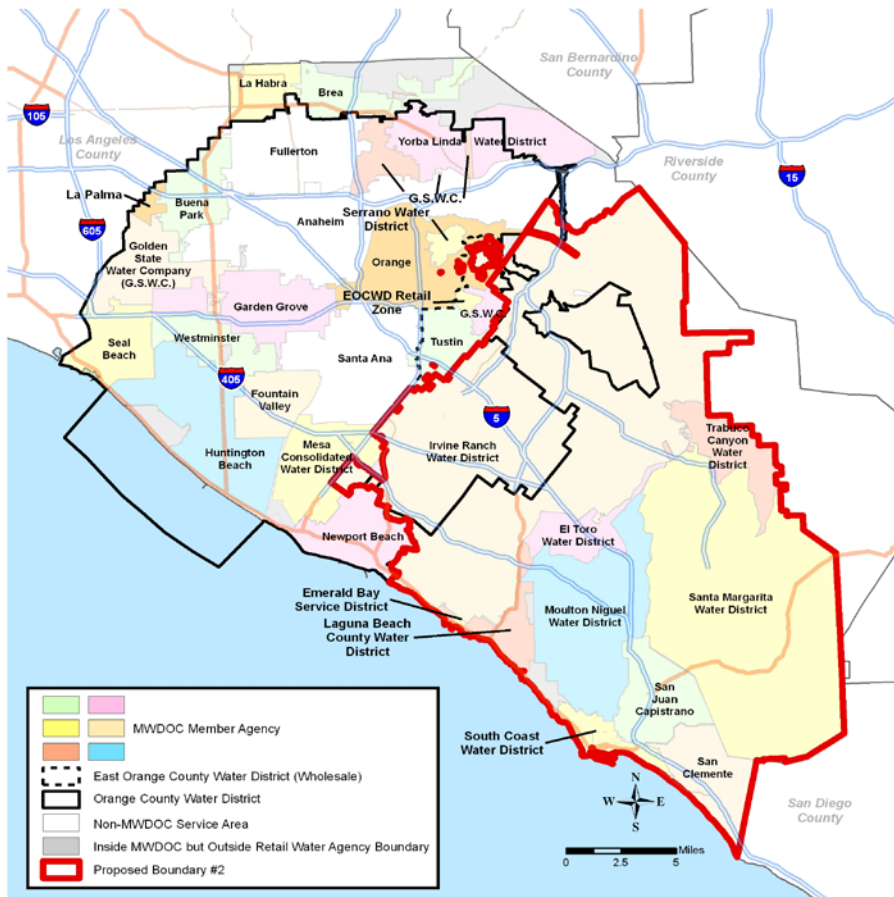 San Bernardino
County
La Habra
Brea
105
Los Angeles
County
Fullerton
Yorba Linda
Water District
Riverside
County
15
La Palma
Buena
Park
G.S.W.C.
Anaheim
Serrano Water
District
605
Golden
State
Water Company
(G.S.W.C.)
Orange
EOCWD Retail
Zone
Garden Grove
G.S.W.C.
Seal
Beach
Westminster
Tustin
Santa Ana
405
Fountain
Valley
5
Trabuco
Canyon
Water
District
Huntington
Beach
Mesa
Consolidated
Water District
Irvine Ranch
Water District
Newport Beach
El Toro
Water District
Emerald Bay
Service District
Moulton Niguel
Water District
Santa Margarita
Water District
Laguna Beach
County Water
District
San
Juan
Capistrano
South Coast
Water District
San
Clemente
San Diego
County
MWDOC Member Agency
East Orange County Water District (Wholesale)
Orange County Water District
Non-MWDOC Service Area
Inside MWDOC but Outside Retail Water Agency Boundary
Proposed Boundary #2
N
W E
S
Miles
0 2.5 5